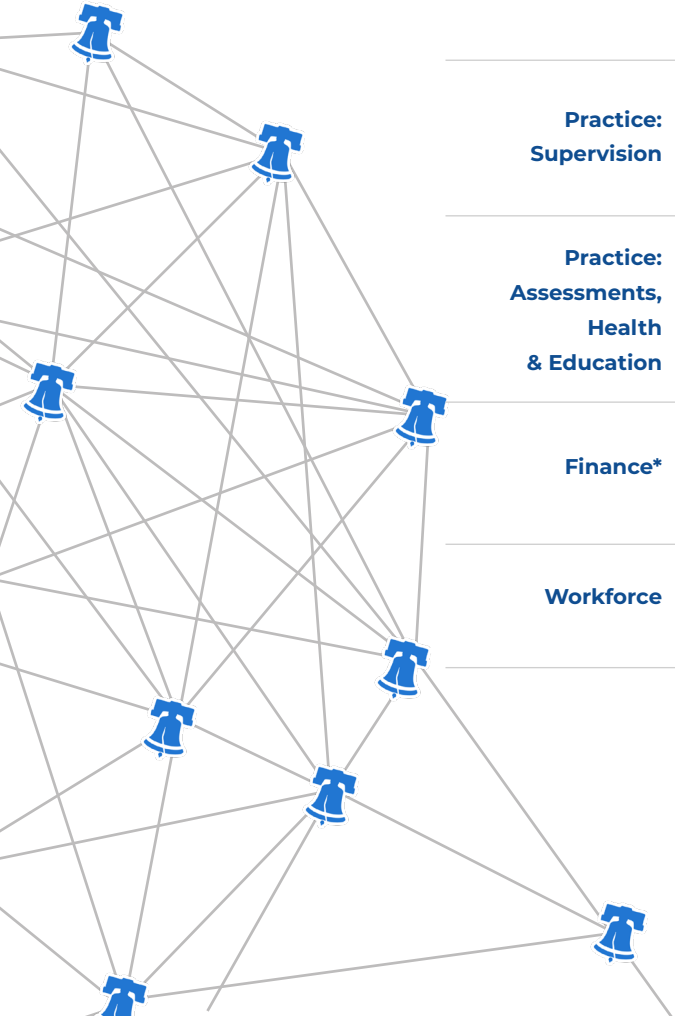 Practice:
Supervision
Practice:
Assessments,
Health
& Education
Finance*
Workforce